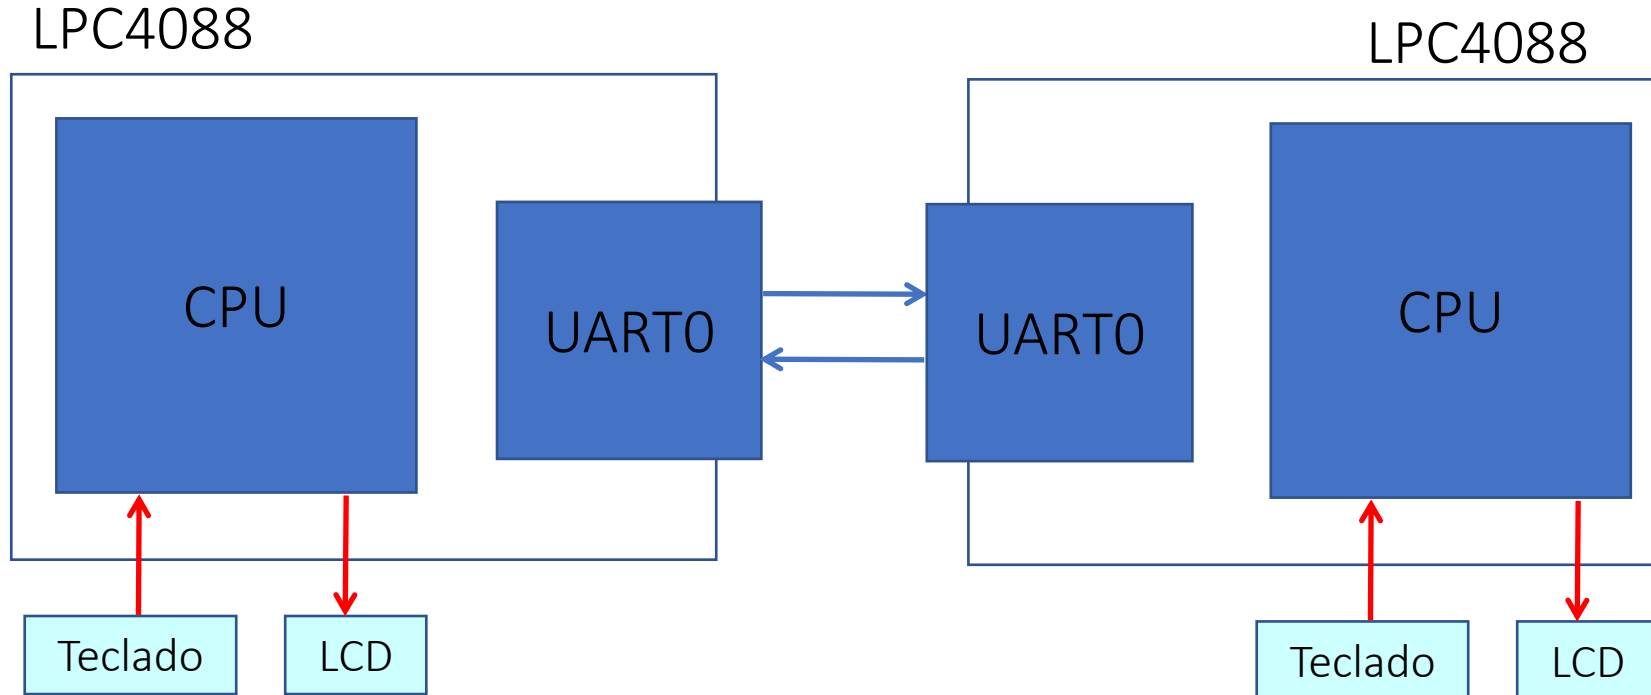 LPC4088
LPC4088
CPU
UART0
UART0
CPU
Teclado
LCD
Teclado
LCD